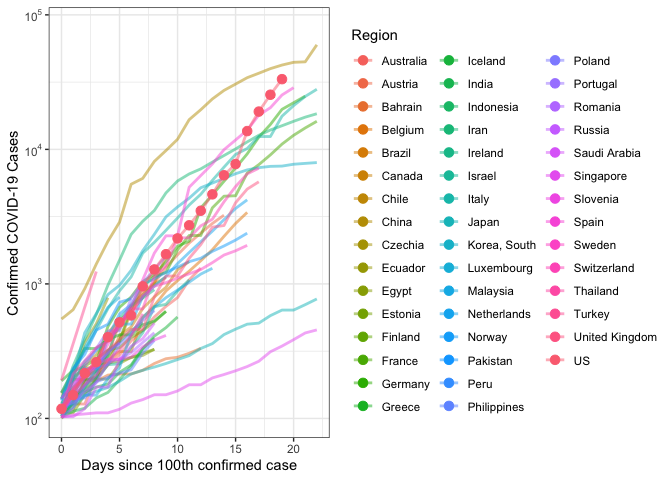 Confirmed COVID-19 Cases
10^5
10^4
10^3
10^2
0
5
10
15
20
Days since 100th confirmed case
Region
Australia
Austria
Bahrain
Belgium
Brazil
Canada
Chile
China
Czechia
Ecuador
Egypt
Estonia
Finland
France
Germany
Greece
Iceland
India
Indonesia
Iran
Ireland
Israel
Italy
Japan
Korea, South
Luxembourg
Malaysia
Netherlands
Norway
Pakistan
Peru
Philippines
Poland
Portugal
Romania
Russia
Saudi Arabia
Singapore
Slovenia
Spain
Sweden
Switzerland
Thailand
Turkey
United Kingdom
US